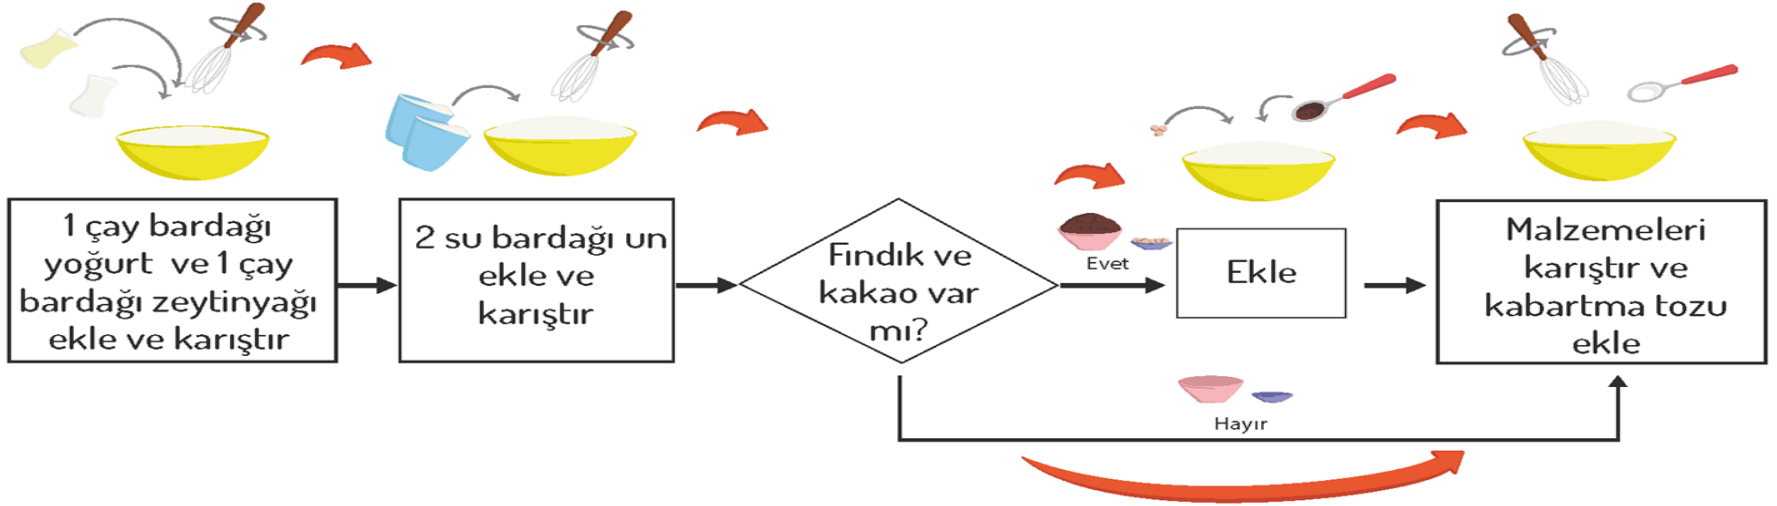 1 çay bardağı
yoğurt ve 1 çay
bardağı zeytinyağı
ekle ve karıştır
2 su bardağı un
ekle ve
karıştır
Fındık ve
kakao var
mı?
Evet
Ekle
Malzemeleri
karıştır ve
kabartma tozu
ekle
Hayır